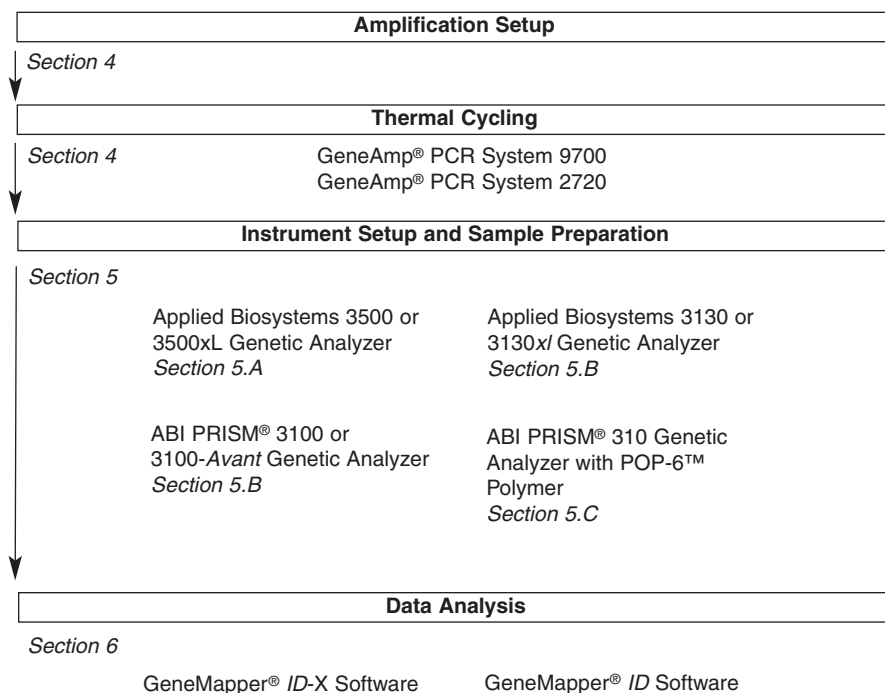 Amplification Setup
Section 4
Thermal Cycling
Section 4
GeneAmp® PCR System 9700
GeneAmp® PCR System 2720
Instrument Setup and Sample Preparation
Section 5
Applied Biosystems 3500 or
3500xL Genetic Analyzer
Section 5.A
Applied Biosystems 3130 or
3130xl Genetic Analyzer
Section 5.B
ABI PRISM® 3100 or
3100-Avant Genetic Analyzer
Section 5.B
ABI PRISM® 310 Genetic
Analyzer with POP-6™
Polymer
Section 5.C
Data Analysis
Section 6
GeneMapper® ID-X Software
GeneMapper® ID Software